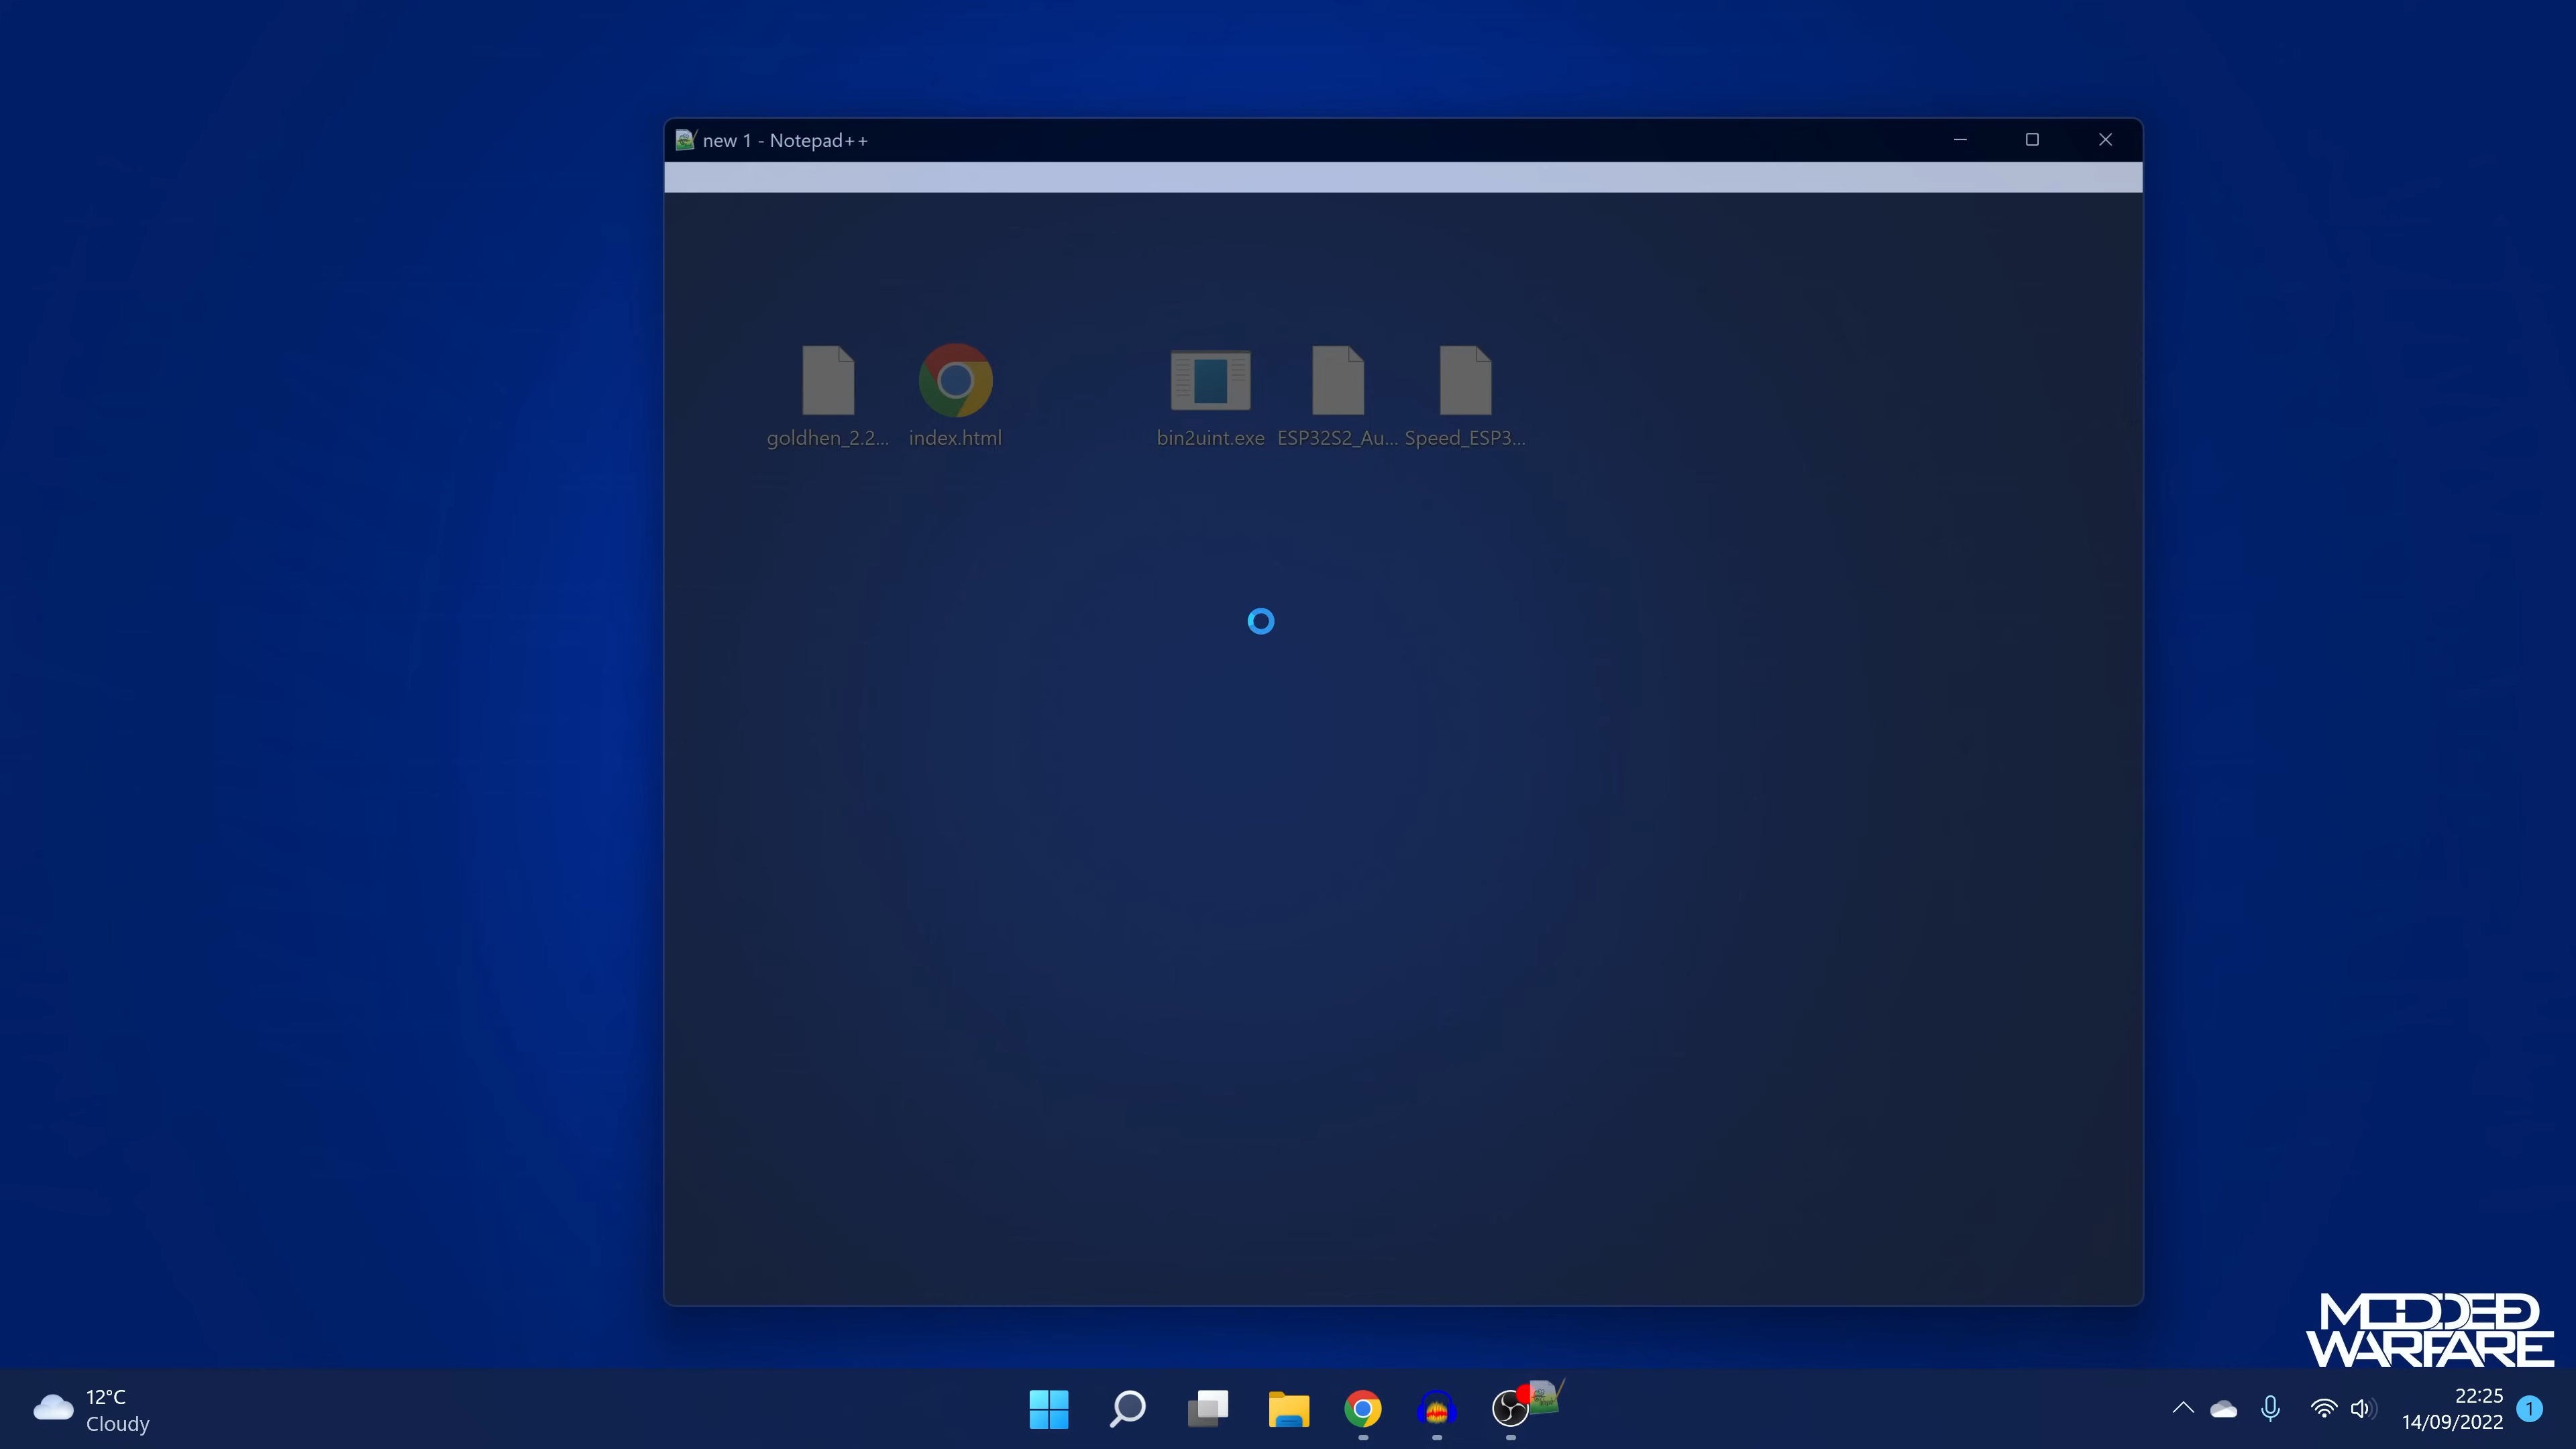 new 1 - Notepad++
goldhen_2.2...
index.html
bin2uint.exe
ESP32S2_Au...
Speed_ESP3...
MODDED
WARFARE
12°C
Cloudy
22:25
14/09/2022
1